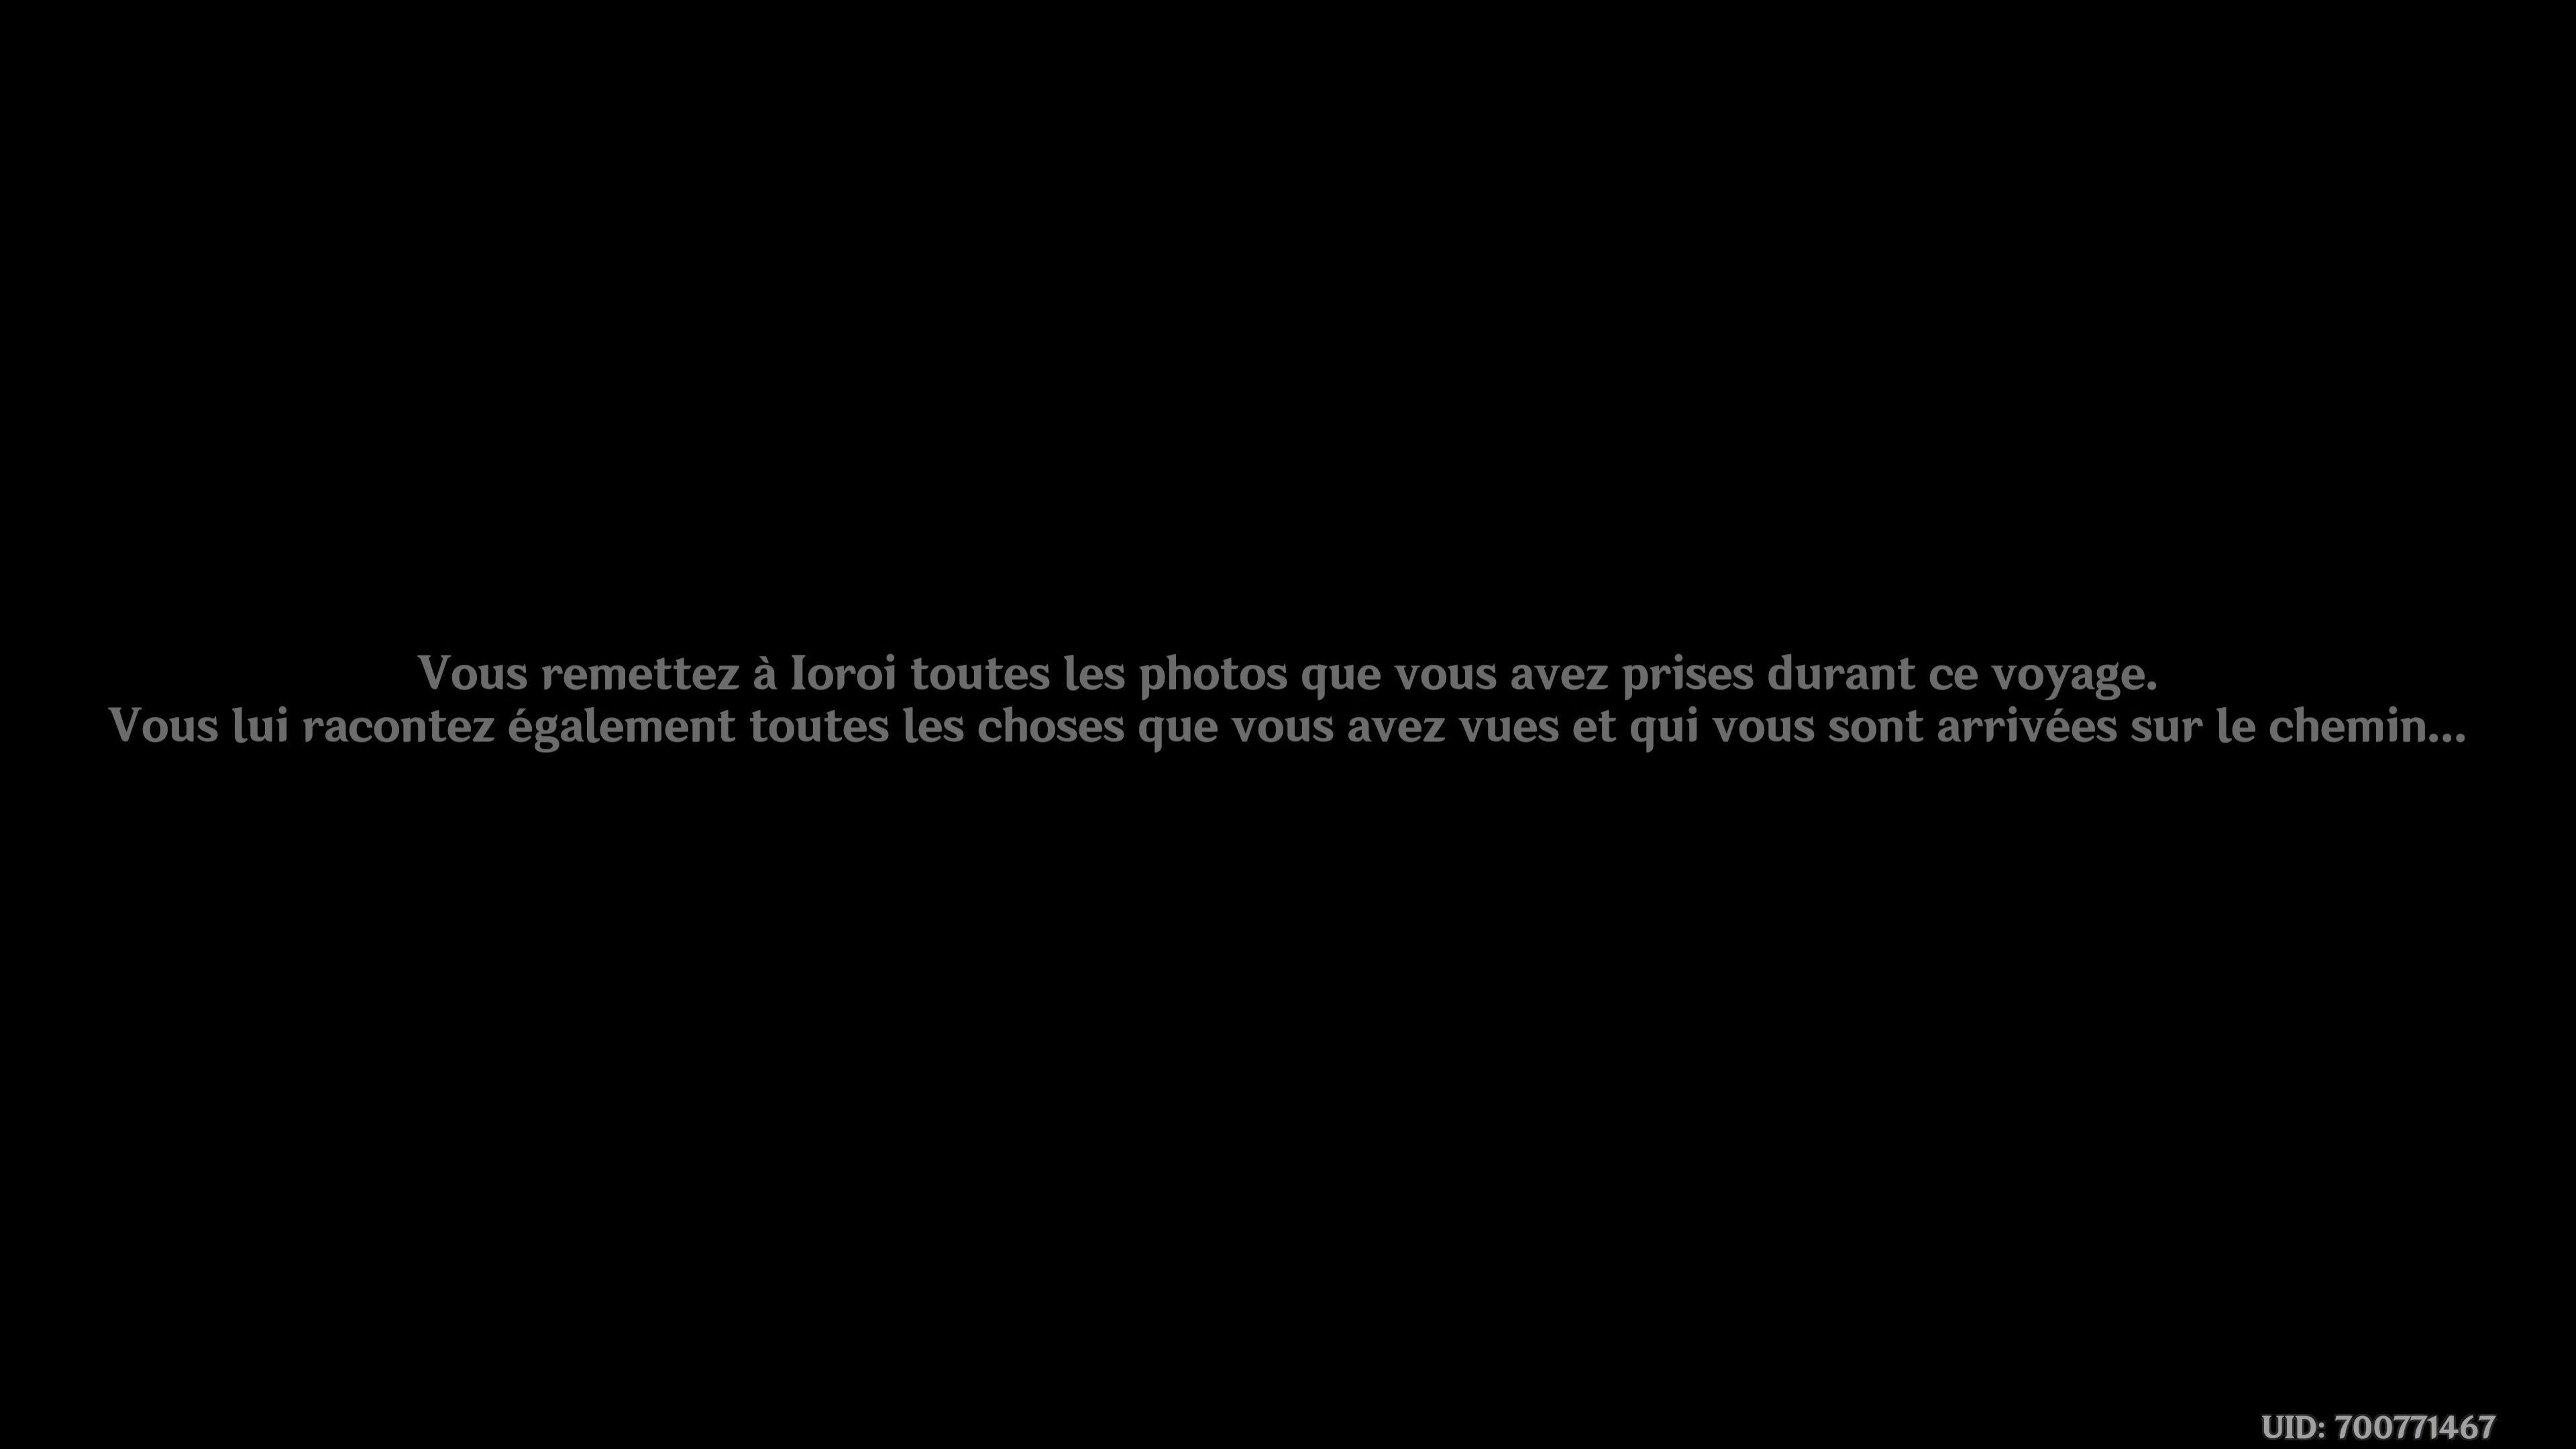 Vous remettez à Ioroi toutes les photos que vous avez prises durant ce voyage.
Vous lui racontez également toutes les choses que vous avez vues et qui vous sont arrivées sur le chemin...
UID: 700771467